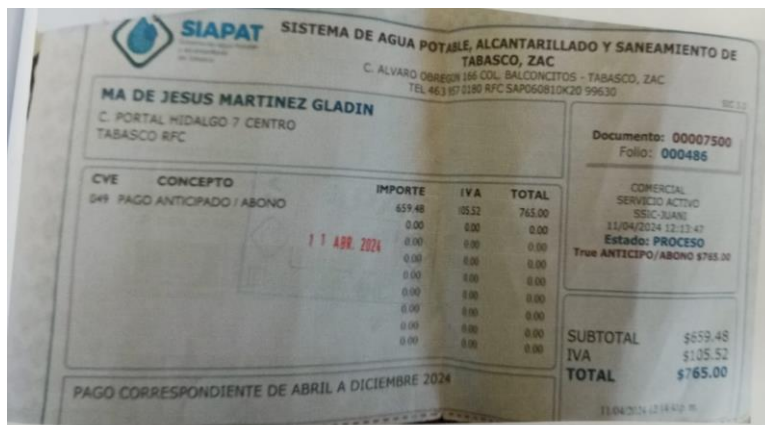 SIAPAT
SISTEMA DE AGUA POTABLE, ALCANTARILLADO Y SANEAMIENTO DE
TABASCO, ZAC
C. ALVARO OBREGON 166 COL. BALCONCITOS - TABASCO, ZAC
TEL 463 957 0180 RFC SAP060810K20 99630
MA DE JESUS MARTINEZ GLADIN
C. PORTAL HIDALGO 7 CENTRO
TABASCO RFC
Documento: 00007500
Folio: 000486
CVE CONCEPTO IMPORTE IVA TOTAL
049 PAGO ANTICIPADO / ABONO 659.48 105.52 765.00
0.00 0.00 0.00
11 ABR. 2024 0.00 0.00 0.00
0.00 0.00 0.00
0.00 0.00 0.00
0.00 0.00 0.00
0.00 0.00 0.00
0.00 0.00 0.00
0.00 0.00 0.00
COMERCIAL
SERVICIO ACTIVO
SSIC-JUANI
11/04/2024 12:13:47
Estado: PROCESO
True ANTICIPO/ABONO $765.00
SUBTOTAL $659.48
IVA $105.52
TOTAL $765.00
PAGO CORRESPONDIENTE DE ABRIL A DICIEMBRE 2024
11/04/2024